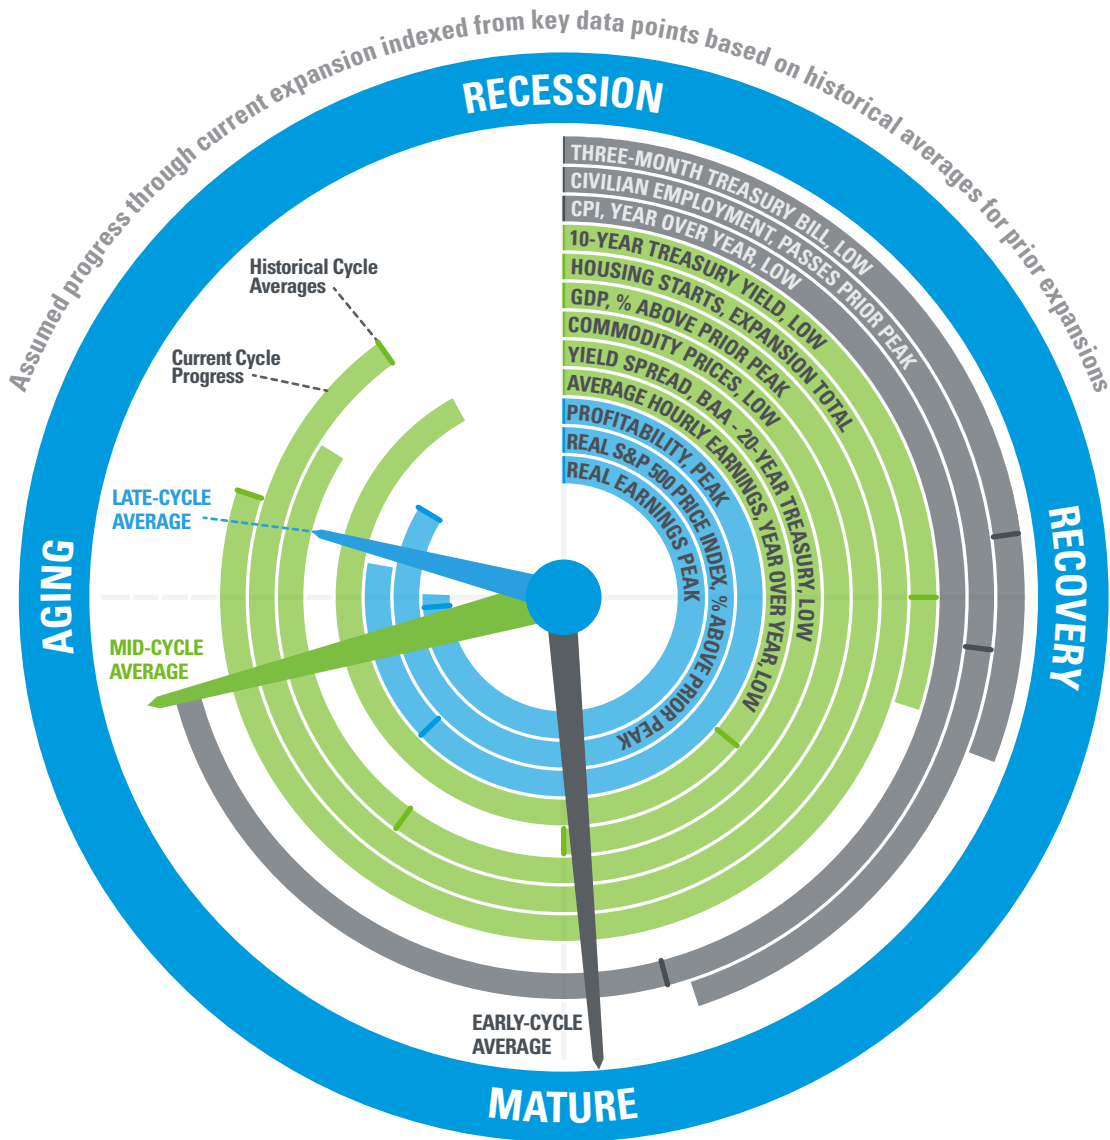 Assumed progress through current expansion indexed from key data points based on historical averages for prior expansions
RECESSION
THREE-MONTH TREASURY BILL, LOW
CIVILIAN EMPLOYMENT, PASSES PRIOR PEAK
CPI, YEAR OVER YEAR, LOW
10-YEAR TREASURY YIELD, LOW
HOUSING STARTS, EXPANSION TOTAL
GDP, % ABOVE PRIOR PEAK
COMMODITY PRICES, LOW
YIELD SPREAD, BAA - 20-YEAR TREASURY, LOW
AVERAGE HOURLY EARNINGS, YEAR OVER YEAR, LOW
PROFITABILITY, PEAK
REAL S&P 500 PRICE INDEX, % ABOVE PRIOR PEAK
REAL EARNINGS PEAK
Historical Cycle
Averages
Current Cycle
Progress
LATE-CYCLE
AVERAGE
AGING
RECOVERY
MID-CYCLE
AVERAGE
EARLY-CYCLE
AVERAGE
MATURE